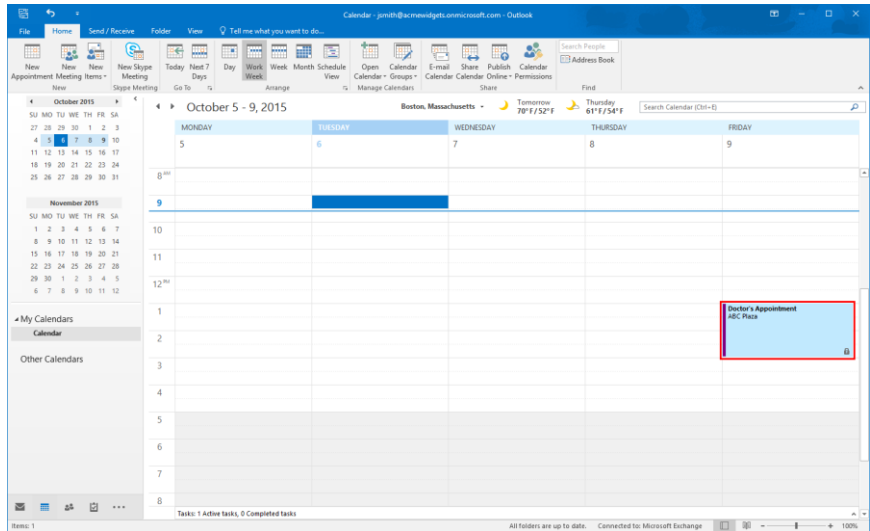 Calendar - jsmith@acmewidgets.onmicrosoft.com - Outlook
File Home Send / Receive Folder View Tell me what you want to do...
New Appointment
New Meeting
New Items
New
New Skype Meeting
Skype Meeting
Today
Next 7 Days
Go To
Day
Work Week
Week
Month
Schedule View
Arrange
Open Calendar
Calendar Groups
Manage Calendars
E-mail Calendar
Share Calendar
Publish Online
Calendar Permissions
Share
Search People
Address Book
Find
October 2015
SU MO TU WE TH FR SA
27 28 29 30 1 2 3
4 5 6 7 8 9 10
11 12 13 14 15 16 17
18 19 20 21 22 23 24
25 26 27 28 29 30 31
November 2015
SU MO TU WE TH FR SA
1 2 3 4 5 6 7
8 9 10 11 12 13 14
15 16 17 18 19 20 21
22 23 24 25 26 27 28
29 30 1 2 3 4 5
6 7 8 9 10 11 12
My Calendars
Calendar
Other Calendars
October 5 - 9, 2015
Boston, Massachusetts
Tomorrow
70° F / 52° F
Thursday
61° F / 54° F
Search Calendar (Ctrl+E)
MONDAY TUESDAY WEDNESDAY THURSDAY FRIDAY
5 6 7 8 9
8 AM
9
10
11
12 PM
1
Doctor's Appointment
ABC Plaza
2
3
4
5
6
7
8
Tasks: 1 Active tasks, 0 Completed tasks
Items: 1
All folders are up to date. Connected to: Microsoft Exchange
100%